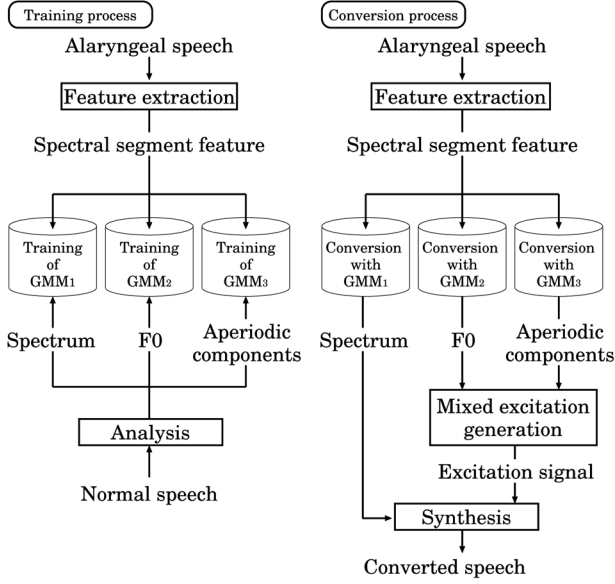 Training process
Alaryngeal speech
Feature extraction
Spectral segment feature
Training
of
GMM1
Training
of
GMM2
Training
of
GMM3
Spectrum
F0
Aperiodic
components
Analysis
Normal speech
Conversion process
Alaryngeal speech
Feature extraction
Spectral segment feature
Conversion
with
GMM1
Conversion
with
GMM2
Conversion
with
GMM3
Spectrum
F0
Aperiodic
components
Mixed excitation
generation
Excitation signal
Synthesis
Converted speech